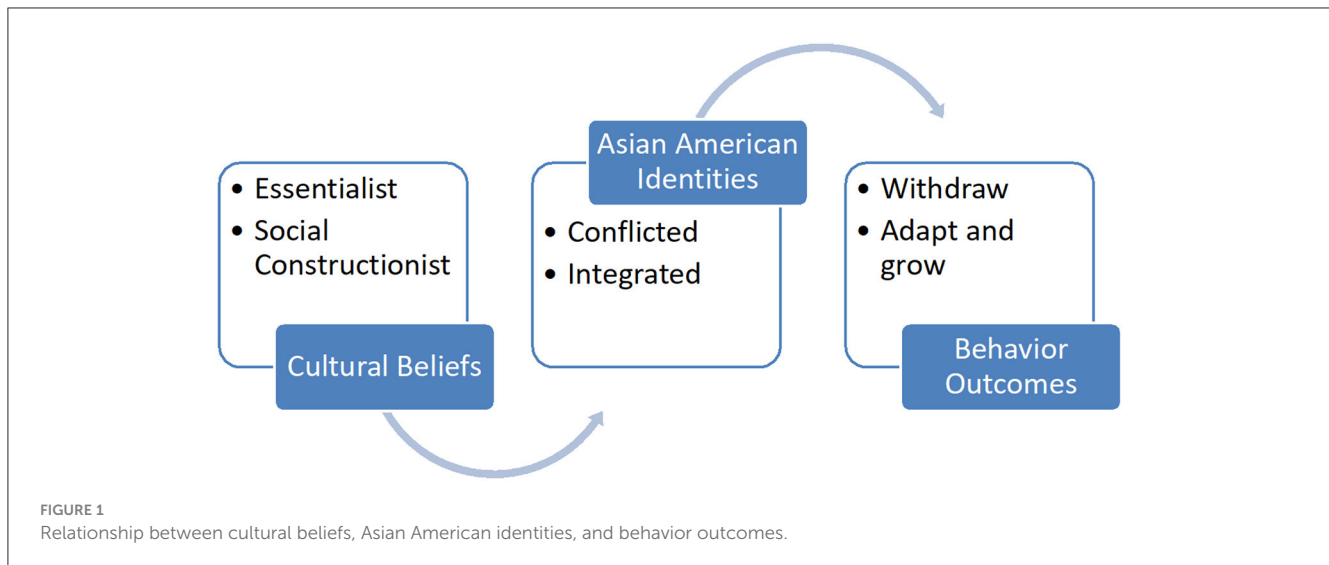 • Essentialist
• Social
Constructionist
Cultural Beliefs
Asian American
Identities
• Conflicted
• Integrated
• Withdraw
• Adapt and
grow
Behavior
Outcomes
FIGURE 1
Relationship between cultural beliefs, Asian American identities, and behavior outcomes.